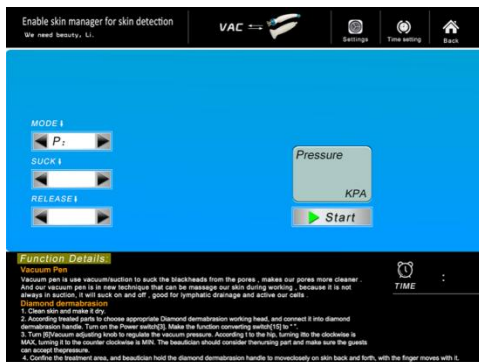 Enable skin manager for skin detection
We need beauty, Li.
VAC
Settings
Time setting
Back
MODE
P:
SUCK
RELEASE
Pressure
KPA
Start
Function Details:
Vacuum Pen
Vacuum pen is use vacuum/suction to suck the blackheads from the pores , makes our pores more cleaner .
And our vacuum pen is in new technique that can be massage our skin during working , because it is not
always in suction, it will suck on and off , good for lymphatic drainage and active our cells .
Diamond dermabrasion
1. Clean skin and make it dry.
2. According treated parts to choose appropriate Diamond dermabrasion working head, and connect it into diamond
dermabrasion handle. Turn on the Power switch[3]. Make the function converting switch[15] to " ".
3. Turn [6]Vacuum adjusting knob to regulate the vacuum pressure. According t to the hip, turning itto the clockwise is
MAX, turning it to the counter clockwise is MIN. The beautician should consider thenursing part and make sure the guests
can accept thepressure.
4. Confine the treatment area, and beautician hold the diamond dermabrasion handle to moveclosely on skin back and forth, with the finger moves with it.
TIME
: